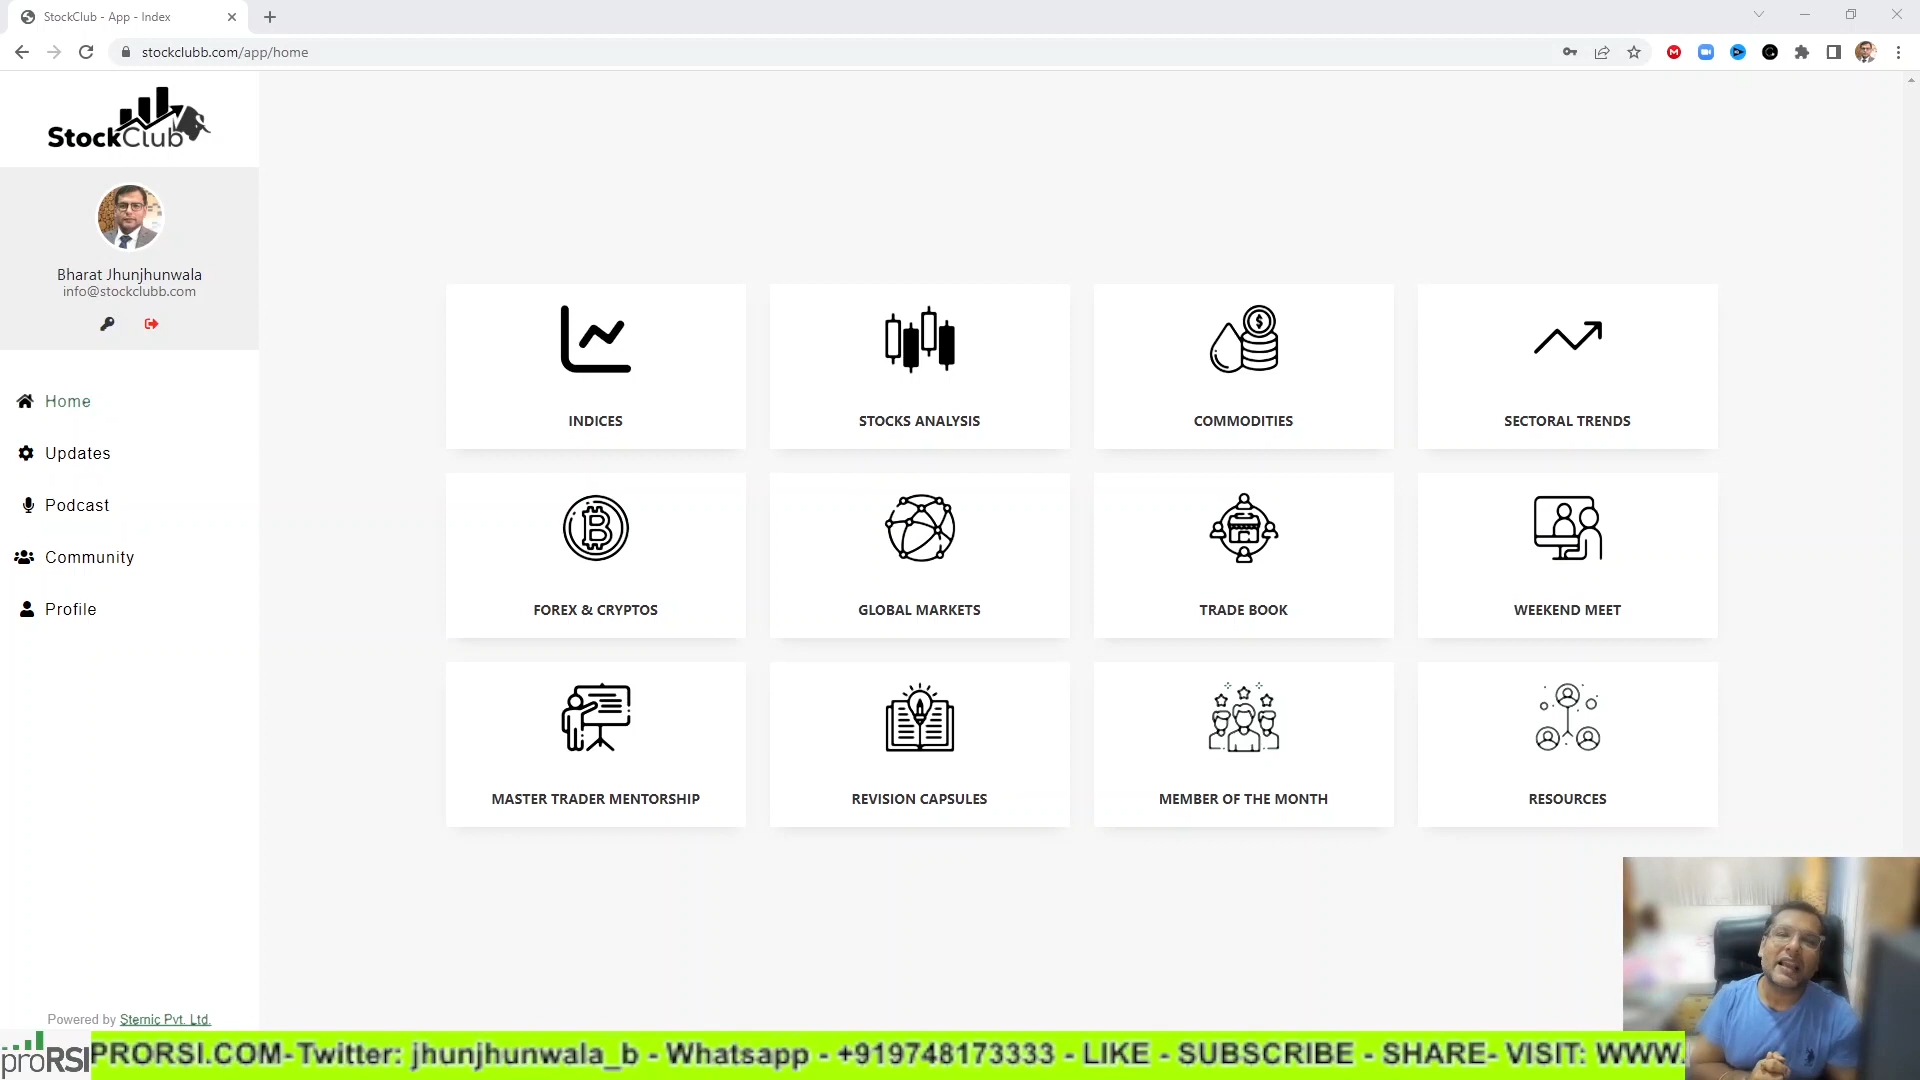 StockClub - App - Index
stockclubb.com/app/home
StockClub
Bharat Jhunjhunwala
info@stockclubb.com
Home
Updates
Podcast
Community
Profile
INDICES
STOCKS ANALYSIS
COMMODITIES
SECTORAL TRENDS
FOREX & CRYPTOS
GLOBAL MARKETS
TRADE BOOK
WEEKEND MEET
MASTER TRADER MENTORSHIP
REVISION CAPSULES
MEMBER OF THE MONTH
RESOURCES
Powered by Sternic Pvt. Ltd.
proRSI
PRORSI.COM-Twitter: jhunjhunwala_b - Whatsapp - +919748173333 - LIKE - SUBSCRIBE - SHARE- VISIT: WWW.